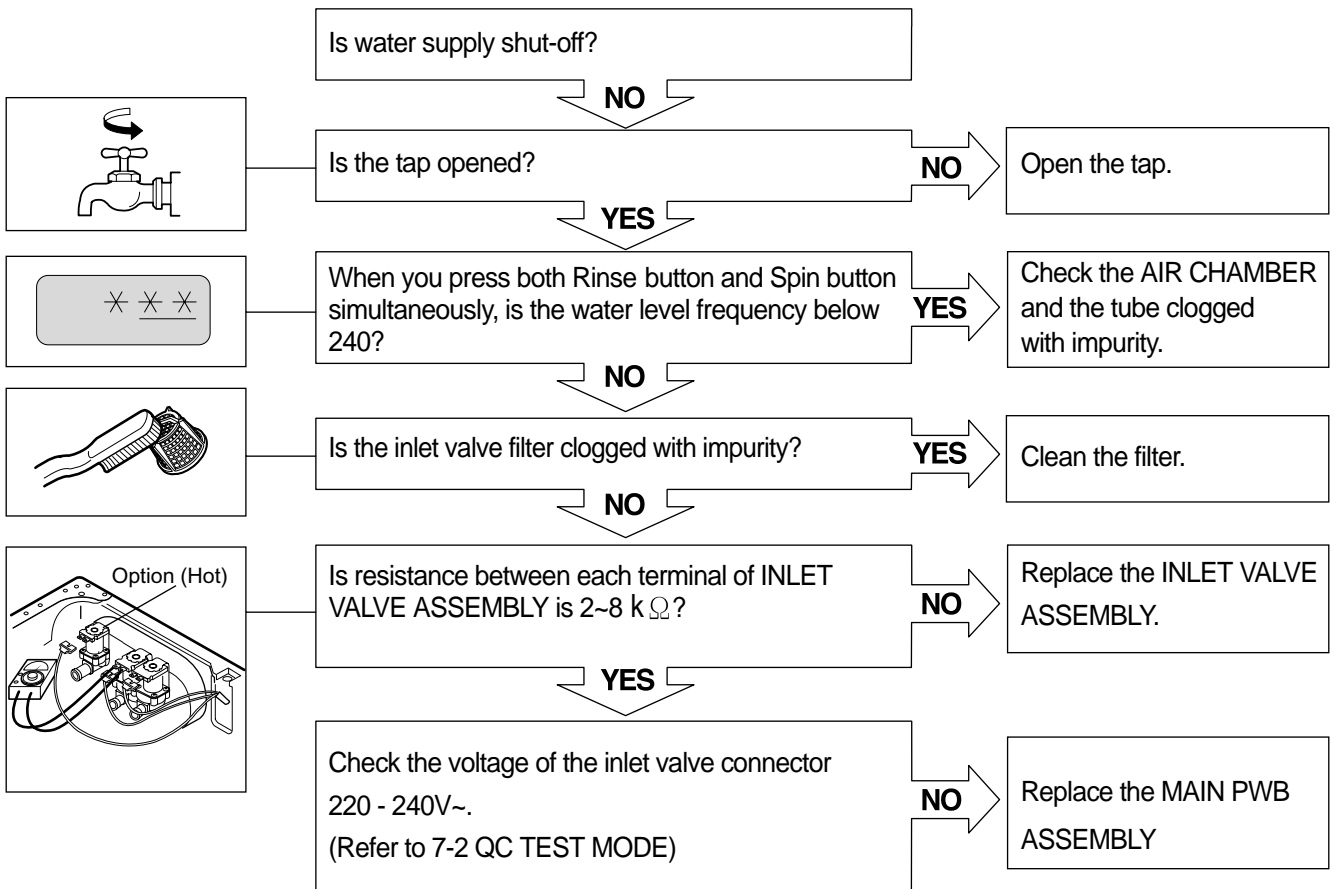 Is water supply shut-off?
NO
Is the tap opened?
NO
Open the tap.
YES
When you press both Rinse button and Spin button
simultaneously, is the water level frequency below
240?
YES
Check the AIR CHAMBER
and the tube clogged
with impurity.
NO
Is the inlet valve filter clogged with impurity?
YES
Clean the filter.
NO
Option (Hot)
Is resistance between each terminal of INLET
VALVE ASSEMBLY is 2~8 k Ω?
NO
Replace the INLET VALVE
ASSEMBLY.
YES
Check the voltage of the inlet valve connector
220 - 240V~.
(Refer to 7-2 QC TEST MODE)
NO
Replace the MAIN PWB
ASSEMBLY